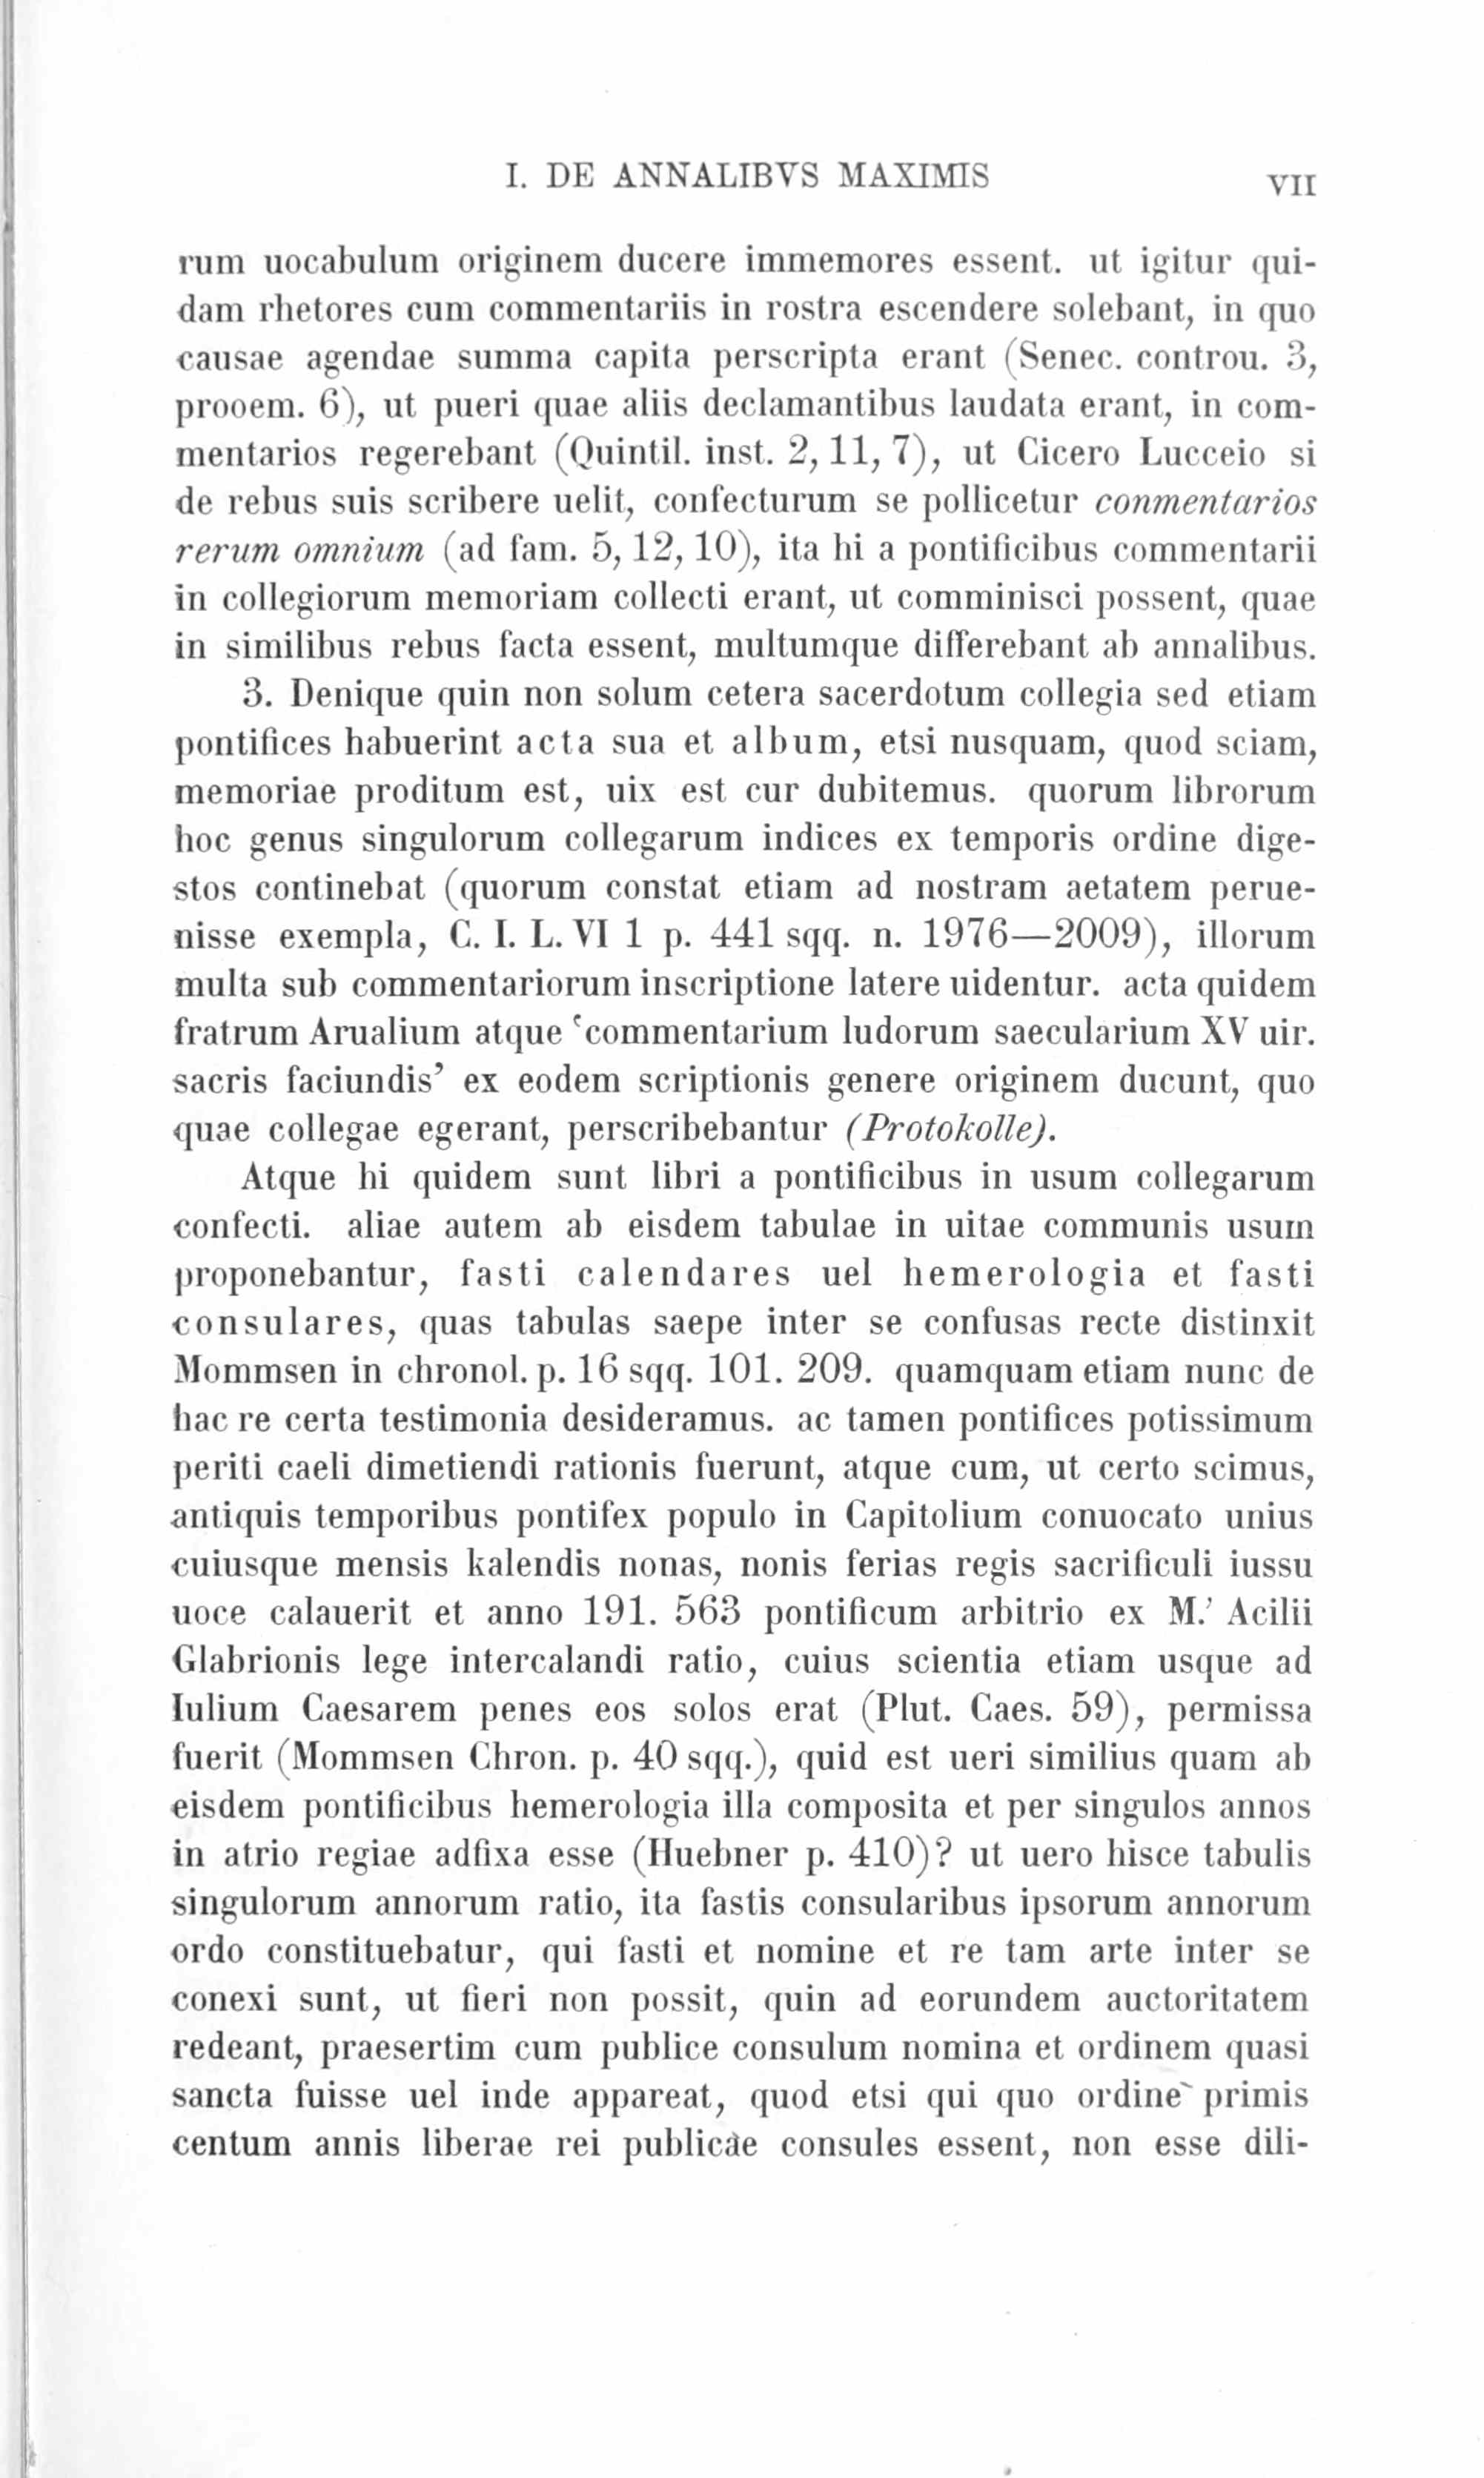 I. DE ANNALIBVS MAXIMIS VII
rum uocabulum originem ducere immemores essent. ut igitur qui-
dam rhetores cum commentariis in rostra escendere solebant, in quo
causae agendae summa capita perscripta erant (Senec. controu. 3,
prooem. 6), ut pueri quae aliis declamantibus laudata erant, in com-
mentarios regerebant (Quintil. inst. 2, 11, 7), ut Cicero Lucceio si
de rebus suis scribere uelit, confecturum se pollicetur conmentarios
rerum omnium (ad fam. 5, 12, 10), ita hi a pontificibus commentarii
in collegiorum memoriam collecti erant, ut comminisci possent, quae
in similibus rebus facta essent, multumque differebant ab annalibus.
3. Denique quin non solum cetera sacerdotum collegia sed etiam
pontifices habuerint acta sua et album, etsi nusquam, quod sciam,
memoriae proditum est, uix est cur dubitemus. quorum librorum
hoc genus singulorum collegarum indices ex temporis ordine dige-
stos continebat (quorum constat etiam ad nostram aetatem perue-
nisse exempla, C. I. L. VI 1 p. 441 sqq. n. 1976—2009), illorum
multa sub commentariorum inscriptione latere uidentur. acta quidem
fratrum Arualium atque ‘commentarium ludorum saecularium XV uir.
sacris faciundis’ ex eodem scriptionis genere originem ducunt, quo
quae collegae egerant, perscribebantur (Protokolle).
Atque hi quidem sunt libri a pontificibus in usum collegarum
confecti. aliae autem ab eisdem tabulae in uitae communis usum
proponebantur, fasti calendares uel hemerologia et fasti
consulares, quas tabulas saepe inter se confusas recte distinxit
Mommsen in chronol. p. 16 sqq. 101. 209. quamquam etiam nunc de
hac re certa testimonia desideramus. ac tamen pontifices potissimum
periti caeli dimetiendi rationis fuerunt, atque cum, ut certo scimus,
antiquis temporibus pontifex populo in Capitolium conuocato unius
cuiusque mensis kalendis nonas, nonis ferias regis sacrificuli iussu
uoce calauerit et anno 191. 563 pontificum arbitrio ex M.’ Acilii
Glabrionis lege intercalandi ratio, cuius scientia etiam usque ad
Iulium Caesarem penes eos solos erat (Plut. Caes. 59), permissa
fuerit (Mommsen Chron. p. 40 sqq.), quid est ueri similius quam ab
eisdem pontificibus hemerologia illa composita et per singulos annos
in atrio regiae adfixa esse (Huebner p. 410)? ut uero hisce tabulis
singulorum annorum ratio, ita fastis consularibus ipsorum annorum
ordo constituebatur, qui fasti et nomine et re tam arte inter se
conexi sunt, ut fieri non possit, quin ad eorundem auctoritatem
redeant, praesertim cum publice consulum nomina et ordinem quasi
sancta fuisse uel inde appareat, quod etsi qui quo ordine primis
centum annis liberae rei publicae consules essent, non esse dili-